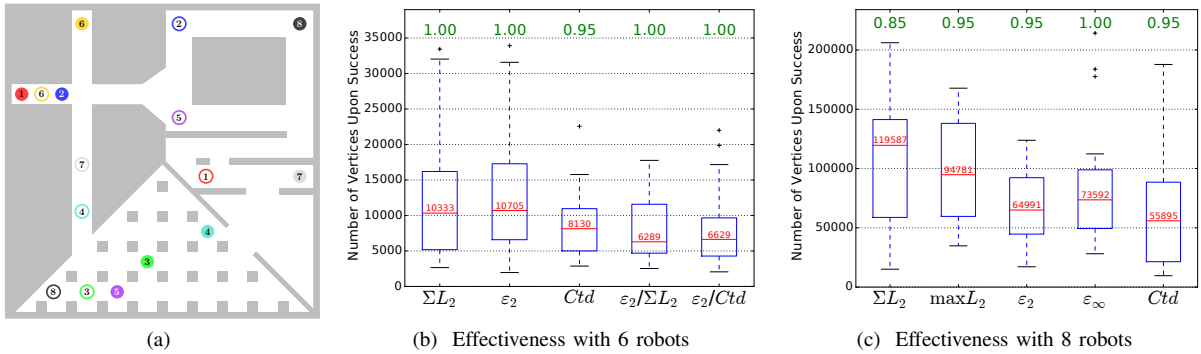 6 2 8
1 6 2
5
7 1 7
4 4
3
8 3 5
(a)
1.00 1.00 0.95 1.00 1.00
Number of Vertices Upon Success
35000
30000
25000
20000
15000
10000
5000
0
10333 10705 8130 6289 6629
ΣL₂ ε₂ Ctd ε₂/ΣL₂ ε₂/Ctd
(b) Effectiveness with 6 robots
0.85 0.95 0.95 1.00 0.95
Number of Vertices Upon Success
200000
150000
100000
50000
0
119587 94781 64991 73592 55895
ΣL₂ maxL₂ ε₂ ε∞ Ctd
(c) Effectiveness with 8 robots